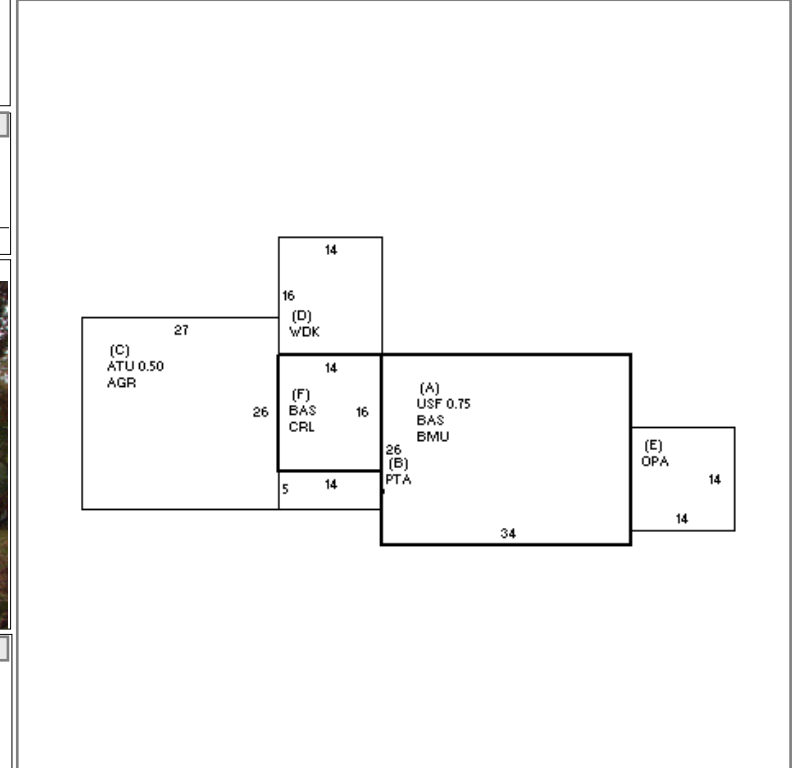 14
16
(D)
WDK
27
(C)
ATU 0.50
AGR
26
14
(F)
BAS
CRL
16
(A)
USF 0.75
BAS
BMU
26
(B)
PTA
5
14
34
(E)
OPA
14
14